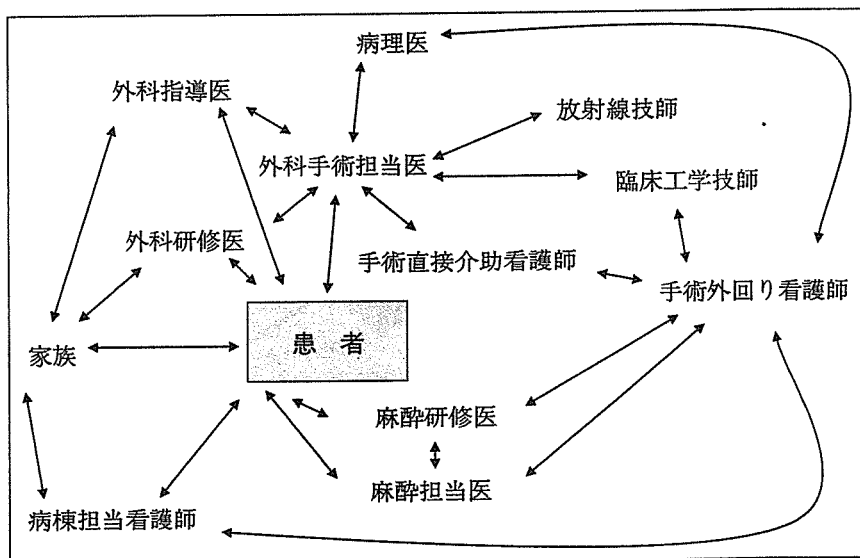 病理医
外科指導医
放射線技師
外科手術担当医
臨床工学技師
外科研修医
手術直接介助看護師
手術外回り看護師
患者
家族
麻酔研修医
麻酔担当医
病棟担当看護師